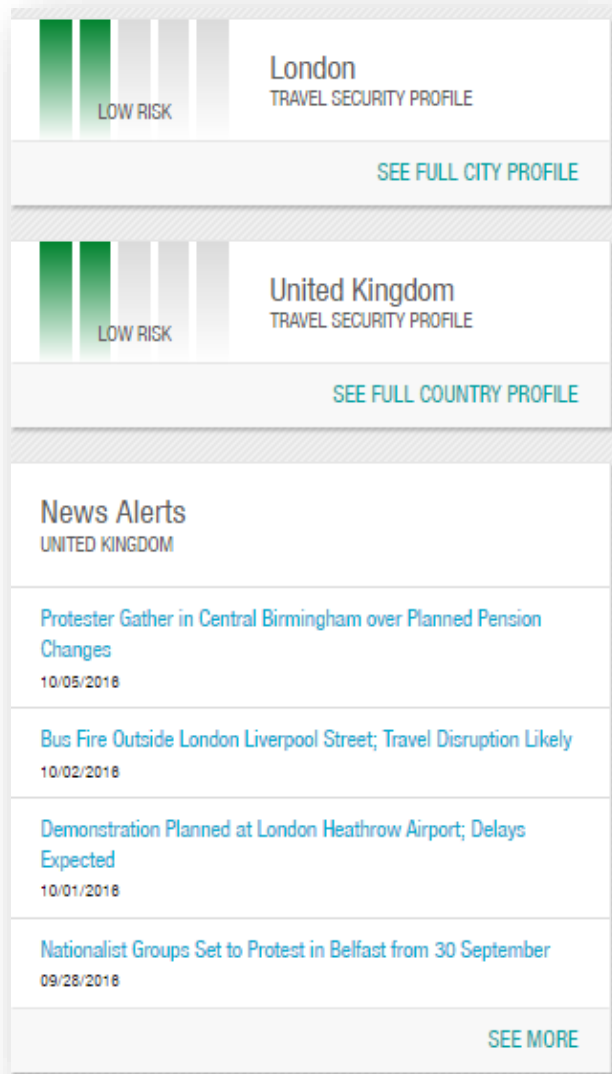 LOW RISK
London
TRAVEL SECURITY PROFILE
SEE FULL CITY PROFILE
LOW RISK
United Kingdom
TRAVEL SECURITY PROFILE
SEE FULL COUNTRY PROFILE
News Alerts
UNITED KINGDOM
Protester Gather in Central Birmingham over Planned Pension
Changes
10/05/2016
Bus Fire Outside London Liverpool Street; Travel Disruption Likely
10/02/2016
Demonstration Planned at London Heathrow Airport; Delays
Expected
10/01/2016
Nationalist Groups Set to Protest in Belfast from 30 September
09/28/2016
SEE MORE